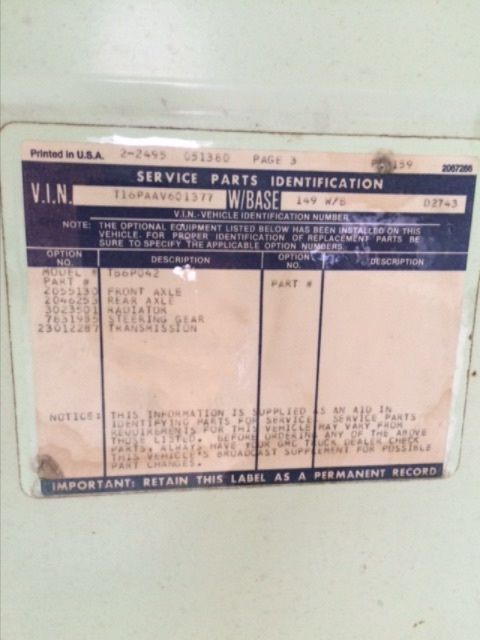 Printed in U.S.A. 2-2495 051380 PAGE 3 2067266
SERVICE PARTS IDENTIFICATION
V.I.N. T16PAAV601377 W/BASE 149 W/B D2743
V.I.N.-VEHICLE IDENTIFICATION NUMBER
NOTE: THE OPTIONAL EQUIPMENT LISTED BELOW HAS BEEN INSTALLED ON THIS
VEHICLE. FOR PROPER IDENTIFICATION OF REPLACEMENT PARTS BE
SURE TO SPECIFY THE APPLICABLE OPTION NUMBERS.
OPTION NO. DESCRIPTION OPTION NO. DESCRIPTION
MODEL # T66P042
PART # PART #
2055130 FRONT AXLE
2046253 REAR AXLE
3023501 RADIATOR
7831985 STEERING GEAR
23012287 TRANSMISSION
NOTICE: THIS INFORMATION IS SUPPLIED AS AN AID IN
IDENTIFYING PARTS FOR SERVICE. SERVICE PARTS
REQUIREMENTS FOR THIS VEHICLE MAY VARY FROM
THOSE LISTED. BEFORE ORDERING ANY OF THE ABOVE
PARTS, ALWAYS HAVE YOUR GMC TRUCK DEALER CHECK
THIS VEHICLE'S BROADCAST SUPPLEMENT FOR POSSIBLE
PART CHANGES.
IMPORTANT: RETAIN THIS LABEL AS A PERMANENT RECORD